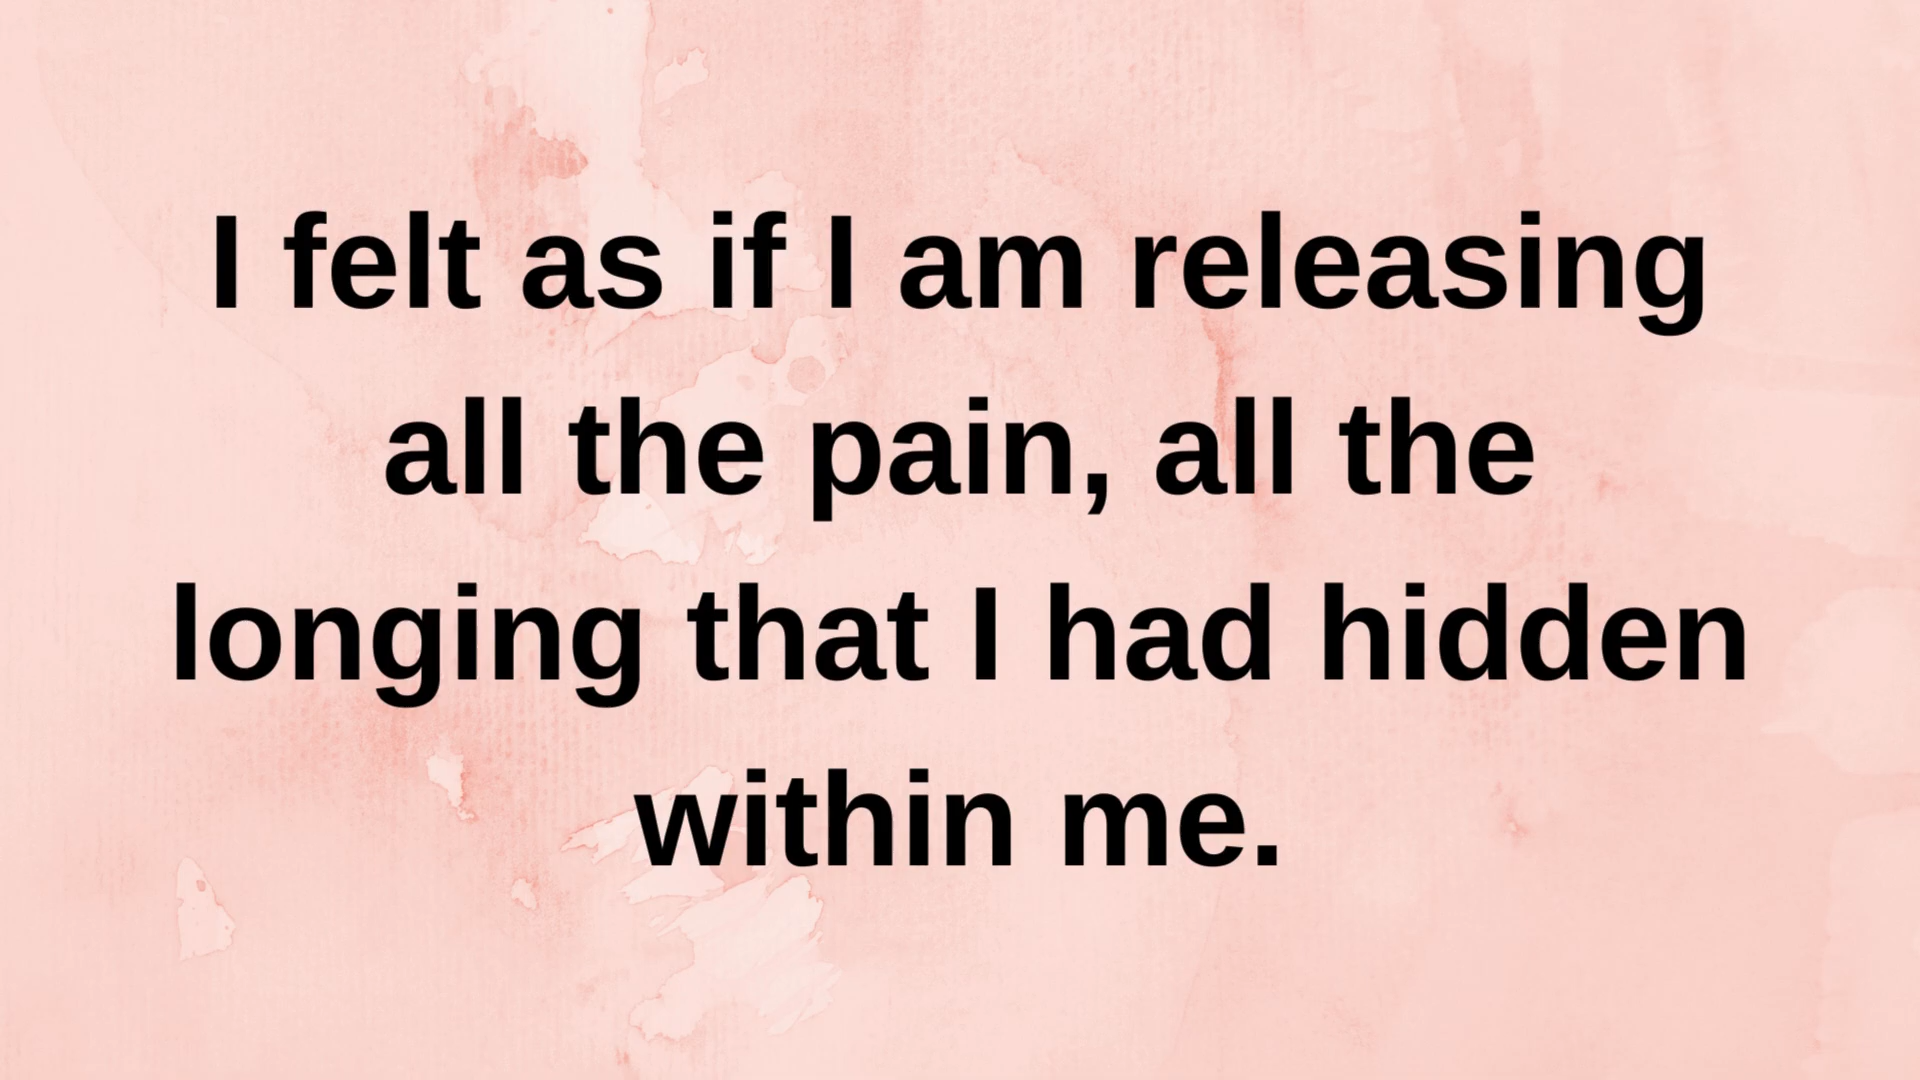 I felt as if I am releasing
all the pain, all the
longing that I had hidden
within me.